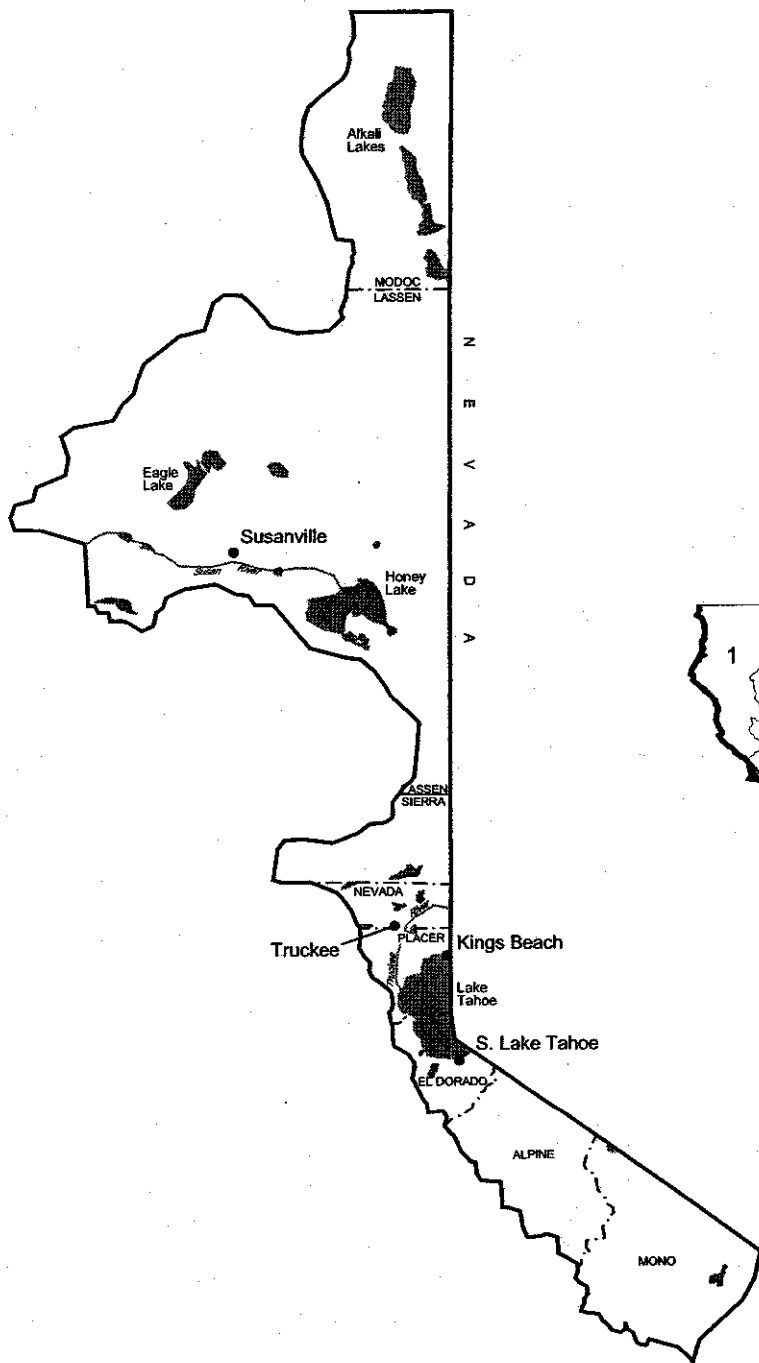 Alkali
Lakes
MODOC
LASSEN
N
E
V
A
D
A
Eagle
Lake
Susanville
Susan River
Honey
Lake
1
ASSEN
SIERRA
NEVADA
River
Truckee
PLACER
Kings Beach
Truckee
Lake
Tahoe
S. Lake Tahoe
EL DORADO
ALPINE
MONO